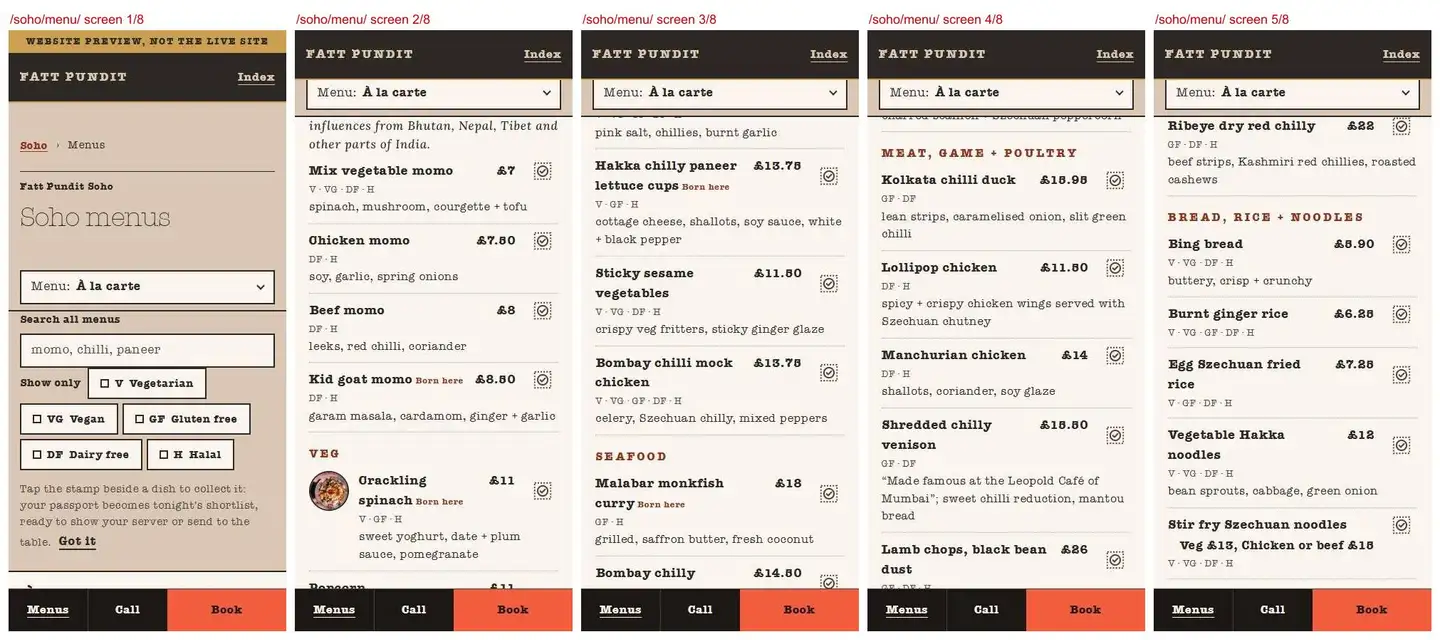 /soho/menu/ screen 1/8
WEBSITE PREVIEW, NOT THE LIVE SITE
FATT PUNDIT
Index
Soho › Menus
Fatt Pundit Soho
Soho menus
Menu: À la carte
Search all menus
momo, chilli, paneer
Show only
V Vegetarian
VG Vegan
GF Gluten free
DF Dairy free
H Halal
Tap the stamp beside a dish to collect it:
your passport becomes tonight's shortlist,
ready to show your server or send to the
table. Got it
Menus
Call
Book
/soho/menu/ screen 2/8
FATT PUNDIT
Index
Menu: À la carte
influences from Bhutan, Nepal, Tibet and
other parts of India.
Mix vegetable momo £7
V · VG · DF · H
spinach, mushroom, courgette + tofu
Chicken momo £7.50
DF · H
soy, garlic, spring onions
Beef momo £8
DF · H
leeks, red chilli, coriander
Kid goat momo Born here £8.50
DF · H
garam masala, cardamom, ginger + garlic
VEG
Crackling £11
spinach Born here
V · GF · H
sweet yoghurt, date + plum
sauce, pomegranate
Popcorn £11
Menus
Call
Book
/soho/menu/ screen 3/8
FATT PUNDIT
Index
Menu: À la carte
pink salt, chillies, burnt garlic
Hakka chilly paneer £13.75
lettuce cups Born here
V · GF · H
cottage cheese, shallots, soy sauce, white
+ black pepper
Sticky sesame £11.50
vegetables
V · VG · DF · H
crispy veg fritters, sticky ginger glaze
Bombay chilli mock £13.75
chicken
V · VG · GF · DF · H
celery, Szechuan chilly, mixed peppers
SEAFOOD
Malabar monkfish £18
curry Born here
GF · H
grilled, saffron butter, fresh coconut
Bombay chilly £14.50
Menus
Call
Book
/soho/menu/ screen 4/8
FATT PUNDIT
Index
Menu: À la carte
charred scallion + Szechuan peppercorn
MEAT, GAME + POULTRY
Kolkata chilli duck £15.95
GF · DF
lean strips, caramelised onion, slit green
chilli
Lollipop chicken £11.50
DF · H
spicy + crispy chicken wings served with
Szechuan chutney
Manchurian chicken £14
DF · H
shallots, coriander, soy glaze
Shredded chilly £15.50
venison
GF · DF
“Made famous at the Leopold Café of
Mumbai”; sweet chilli reduction, mantou
bread
Lamb chops, black bean £26
dust
GF · DF · H
Menus
Call
Book
/soho/menu/ screen 5/8
FATT PUNDIT
Index
Menu: À la carte
Ribeye dry red chilly £22
GF · DF · H
beef strips, Kashmiri red chillies, roasted
cashews
BREAD, RICE + NOODLES
Bing bread £5.90
V · VG · DF · H
buttery, crisp + crunchy
Burnt ginger rice £6.25
V · VG · GF · DF · H
Egg Szechuan fried £7.25
rice
V · GF · DF · H
Vegetable Hakka £12
noodles
V · VG · DF · H
bean sprouts, cabbage, green onion
Stir fry Szechuan noodles
Veg £13, Chicken or beef £15
V · VG · DF · H
Menus
Call
Book